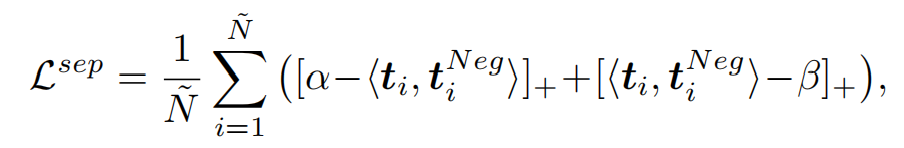 $\mathcal{L}^{sep} = \frac{1}{\tilde{N}} \sum_{i=1}^{\tilde{N}} \left( [\alpha - \langle \boldsymbol{t}_i, \boldsymbol{t}_i^{Neg} \rangle]_+ + [\langle \boldsymbol{t}_i, \boldsymbol{t}_i^{Neg} \rangle - \beta]_+ \right),$